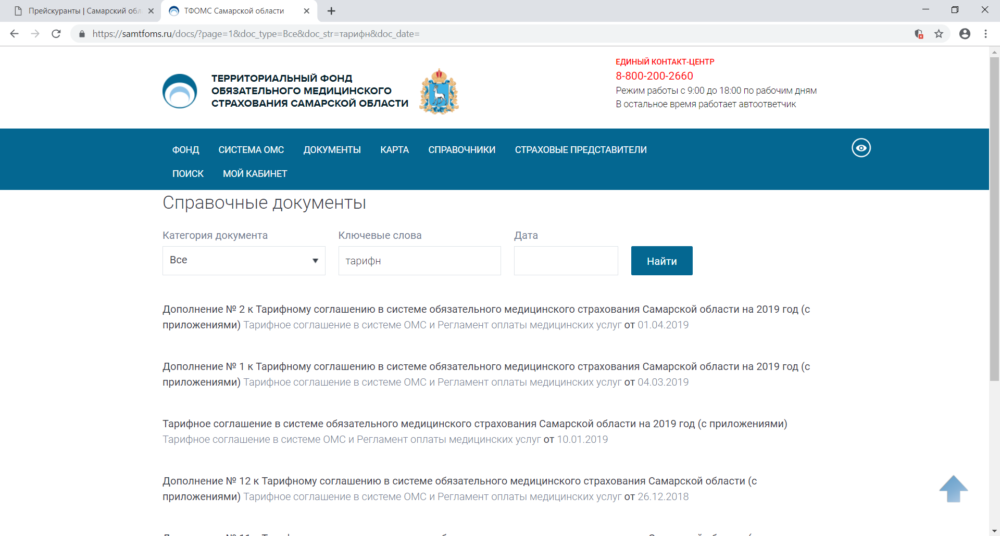 Прейскуранты | Самарский обл
ТФОМС Самарской области
https://samtfoms.ru/docs/?page=1&doc_type=Все&doc_str=тарифн&doc_date=
ТЕРРИТОРИАЛЬНЫЙ ФОНД
ОБЯЗАТЕЛЬНОГО МЕДИЦИНСКОГО
СТРАХОВАНИЯ САМАРСКОЙ ОБЛАСТИ
ЕДИНЫЙ КОНТАКТ-ЦЕНТР
8-800-200-2660
Режим работы с 9:00 до 18:00 по рабочим дням
В остальное время работает автоответчик
ФОНД СИСТЕМА ОМС ДОКУМЕНТЫ КАРТА СПРАВОЧНИКИ СТРАХОВЫЕ ПРЕДСТАВИТЕЛИ
ПОИСК МОЙ КАБИНЕТ
Справочные документы
Категория документа Ключевые слова Дата
Все тарифн Найти
Дополнение № 2 к Тарифному соглашению в системе обязательного медицинского страхования Самарской области на 2019 год (с
приложениями) Тарифное соглашение в системе ОМС и Регламент оплаты медицинских услуг от 01.04.2019
Дополнение № 1 к Тарифному соглашению в системе обязательного медицинского страхования Самарской области на 2019 год (с
приложениями) Тарифное соглашение в системе ОМС и Регламент оплаты медицинских услуг от 04.03.2019
Тарифное соглашение в системе обязательного медицинского страхования Самарской области на 2019 год (с приложениями)
Тарифное соглашение в системе ОМС и Регламент оплаты медицинских услуг от 10.01.2019
Дополнение № 12 к Тарифному соглашению в системе обязательного медицинского страхования Самарской области (с
приложениями) Тарифное соглашение в системе ОМС и Регламент оплаты медицинских услуг от 26.12.2018